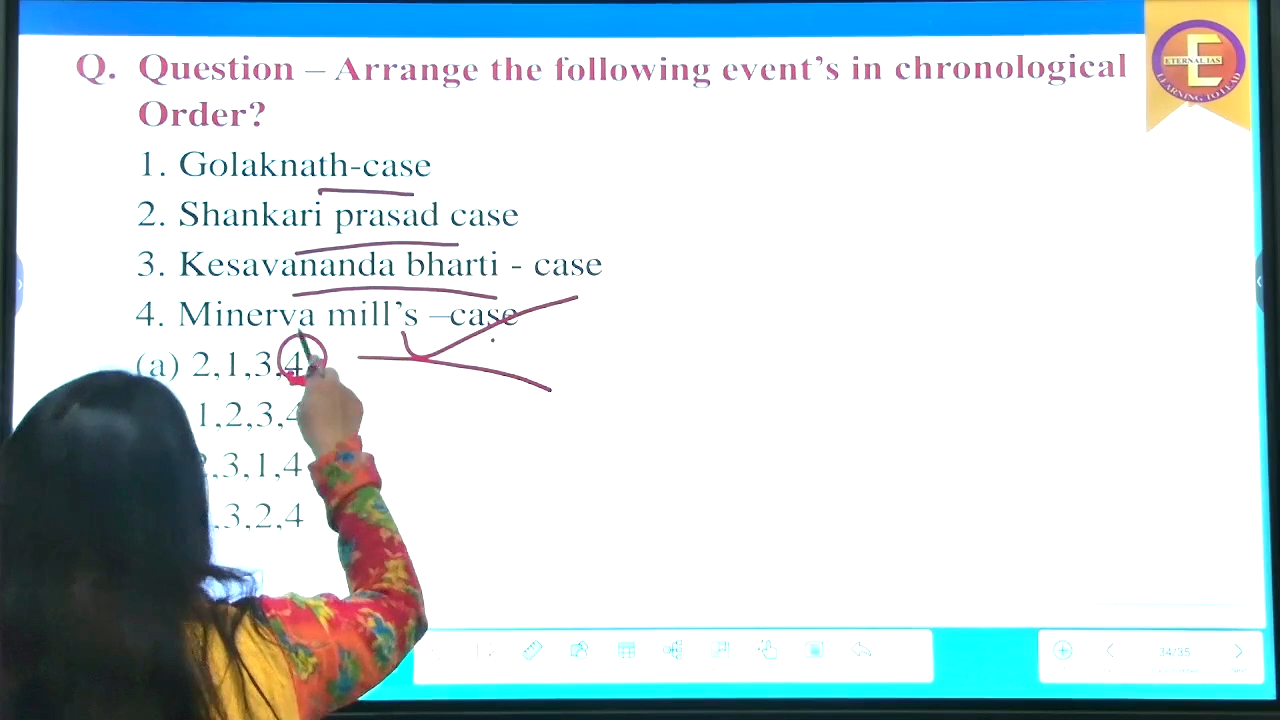 Q. Question – Arrange the following event's in chronological
Order?
1. Golaknath-case
2. Shankari prasad case
3. Kesavananda bharti - case
4. Minerva mill's –case
(a) 2,1,3,4
1,2,3,4
,3,1,4
,3,2,4
E
ETERNAL IAS
LEARNING TO LEAD
34/35